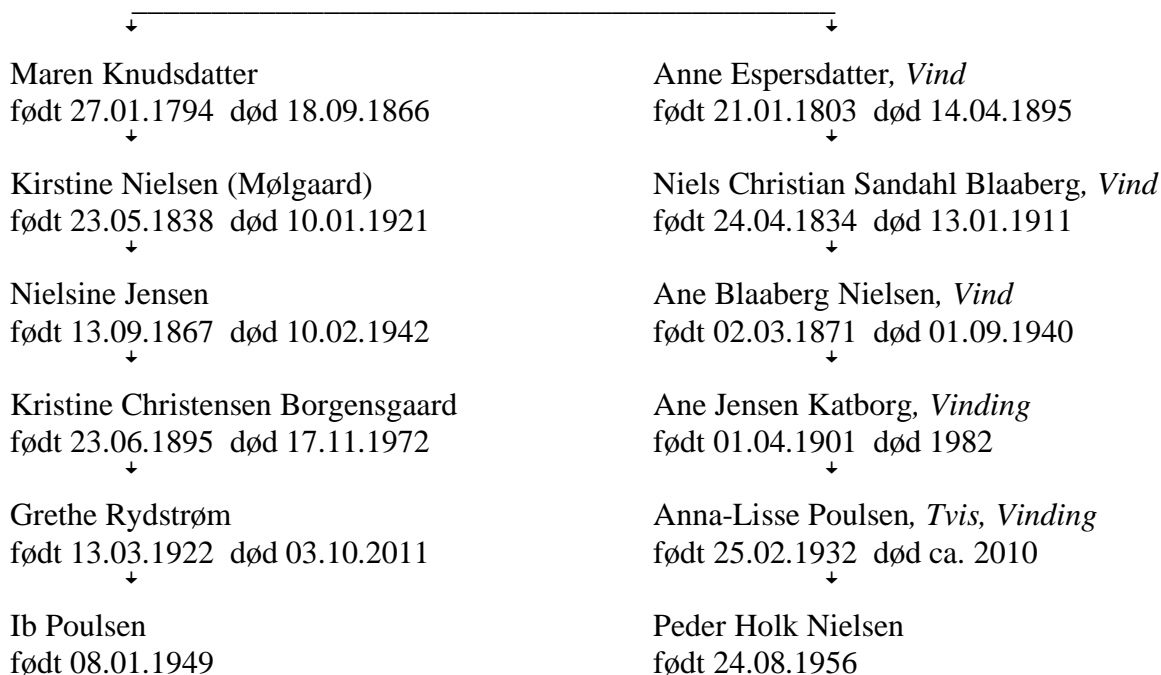 Maren Knudsdatter
født 27.01.1794 død 18.09.1866
Kirstine Nielsen (Mølgaard)
født 23.05.1838 død 10.01.1921
Nielsine Jensen
født 13.09.1867 død 10.02.1942
Kristine Christensen Borgensgaard
født 23.06.1895 død 17.11.1972
Grethe Rydstrøm
født 13.03.1922 død 03.10.2011
Ib Poulsen
født 08.01.1949
Anne Espersdatter, Vind
født 21.01.1803 død 14.04.1895
Niels Christian Sandahl Blaaberg, Vind
født 24.04.1834 død 13.01.1911
Ane Blaaberg Nielsen, Vind
født 02.03.1871 død 01.09.1940
Ane Jensen Katborg, Vinding
født 01.04.1901 død 1982
Anna-Lisse Poulsen, Tvis, Vinding
født 25.02.1932 død ca. 2010
Peder Holk Nielsen
født 24.08.1956